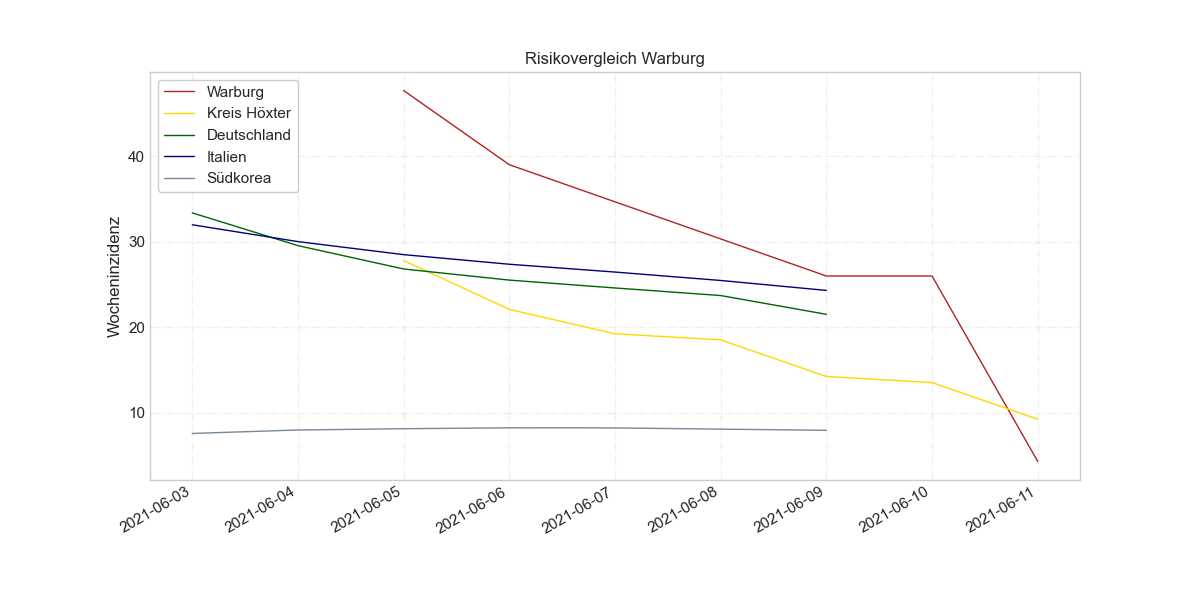 Risikovergleich Warburg
Warburg
Kreis Höxter
Deutschland
Italien
Südkorea
Wocheninzidenz
40
30
20
10
2021-06-03
2021-06-04
2021-06-05
2021-06-06
2021-06-07
2021-06-08
2021-06-09
2021-06-10
2021-06-11